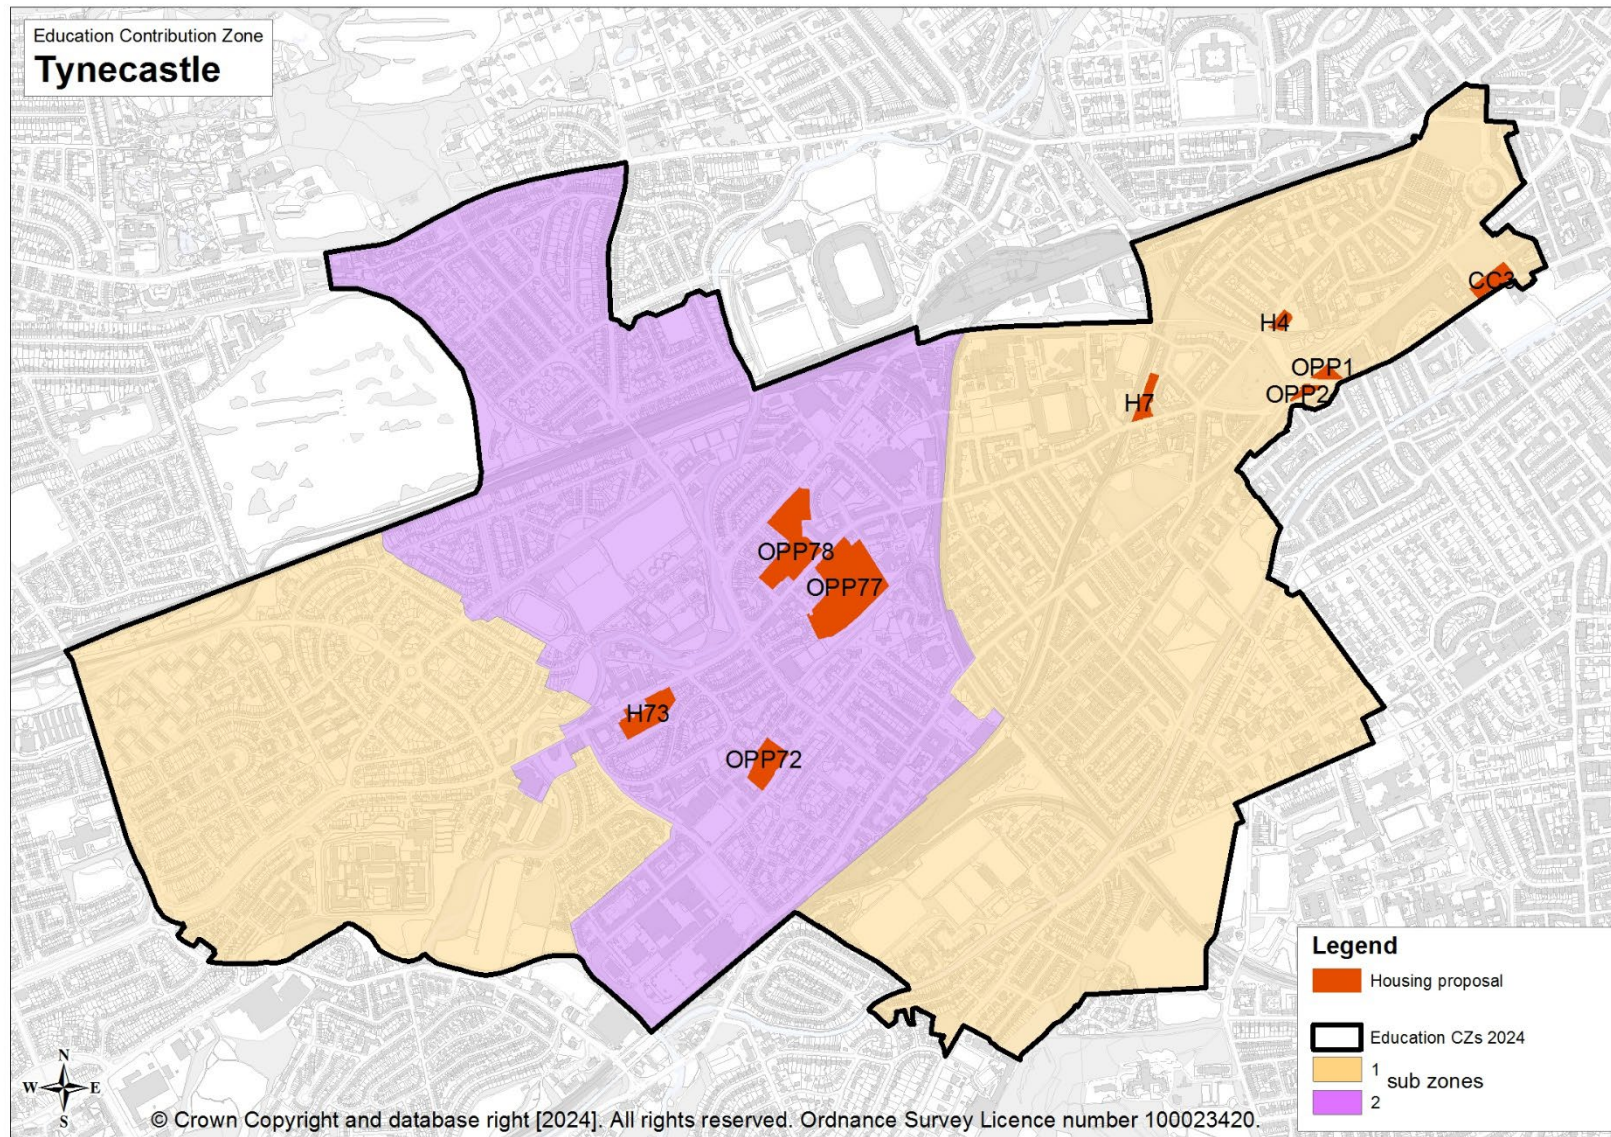 Education Contribution Zone
Tynecastle
CC3
H4
OPP1
OPP2
H7
OPP78
OPP77
H73
OPP72
Legend
Housing proposal
Education CZs 2024
1
sub zones
2
N
W E
S
© Crown Copyright and database right [2024]. All rights reserved. Ordnance Survey Licence number 100023420.